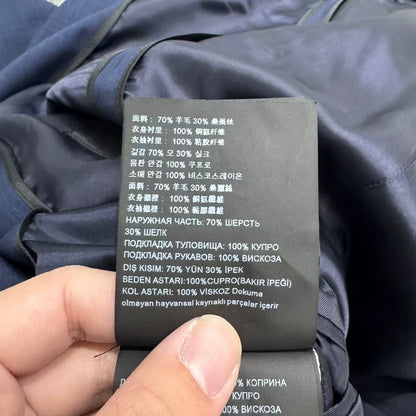 面料: 70% 羊毛 30% 桑蚕丝
衣身衬里: 100% 铜氨纤维
衣袖衬里: 100% 粘胶纤维
겉감 70% 모 30% 실크
몸판 안감 100% 쿠프로
소매 안감 100% 비스코스레이온
面料: 70% 羊毛 30% 桑蠶絲
衣身襯裡: 100% 銅氨纖維
衣袖襯裡: 100% 黏膠纖維
НАРУЖНАЯ ЧАСТЬ: 70% ШЕРСТЬ
30% ШЕЛК
ПОДКЛАДКА ТУЛОВИЩА: 100% КУПРО
ПОДКЛАДКА РУКАВОВ: 100% ВИСКОЗА
DIŞ KISIM: 70% YÜN 30% İPEK
BEDEN ASTARI: 100%CUPRO(BAKIR İPEĞİ)
KOL ASTARI: 100% VİSKOZ Dokuma
olmayan hayvansal kaynaklı parçalar içerir
КОПРИНА